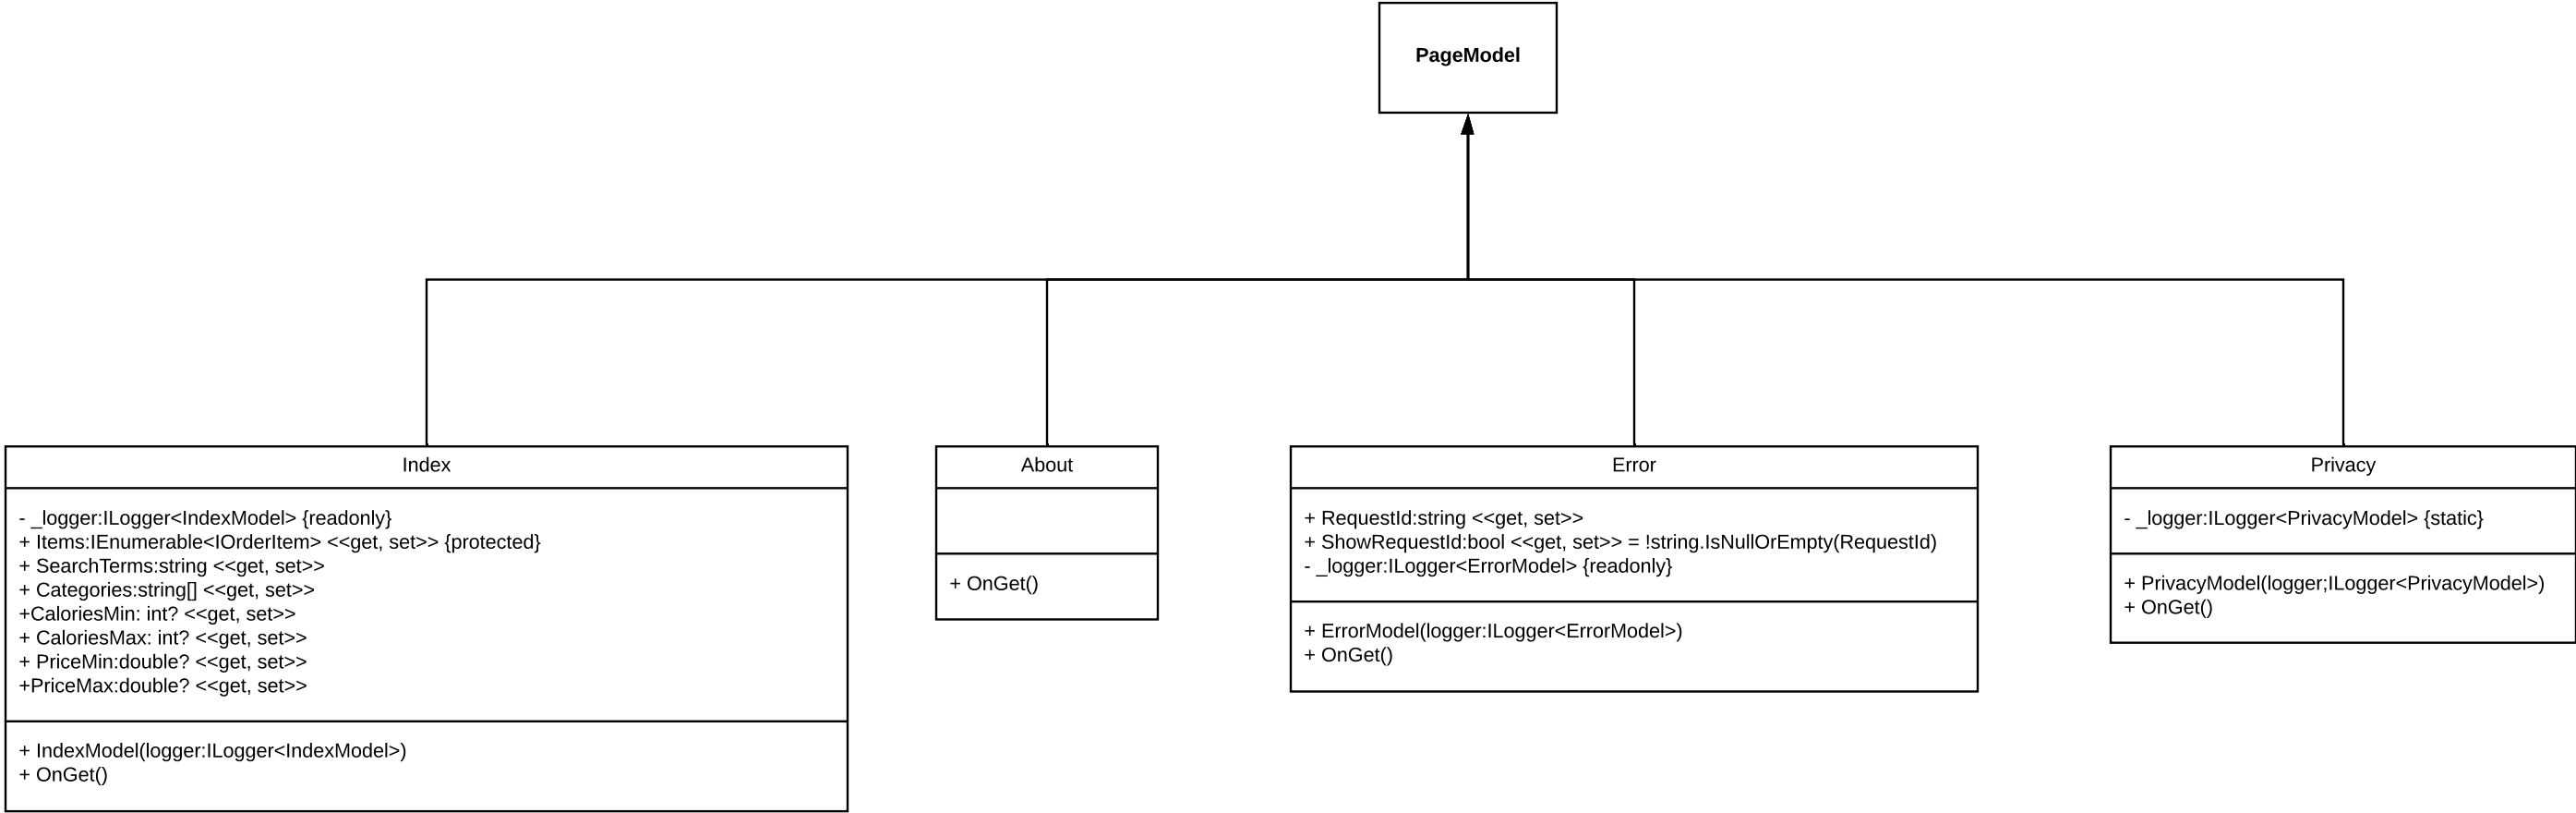 PageModel
Index
- _logger:ILogger<IndexModel> {readonly}
+ Items:IEnumerable<IOrderItem> <<get, set>> {protected}
+ SearchTerms:string <<get, set>>
+ Categories:string[] <<get, set>>
+CaloriesMin: int? <<get, set>>
+ CaloriesMax: int? <<get, set>>
+ PriceMin:double? <<get, set>>
+PriceMax:double? <<get, set>>
+ IndexModel(logger:ILogger<IndexModel>)
+ OnGet()
About
+ OnGet()
Error
+ RequestId:string <<get, set>>
+ ShowRequestId:bool <<get, set>> = !string.IsNullOrEmpty(RequestId)
- _logger:ILogger<ErrorModel> {readonly}
+ ErrorModel(logger:ILogger<ErrorModel>)
+ OnGet()
Privacy
- _logger:ILogger<PrivacyModel> {static}
+ PrivacyModel(logger;ILogger<PrivacyModel>)
+ OnGet()